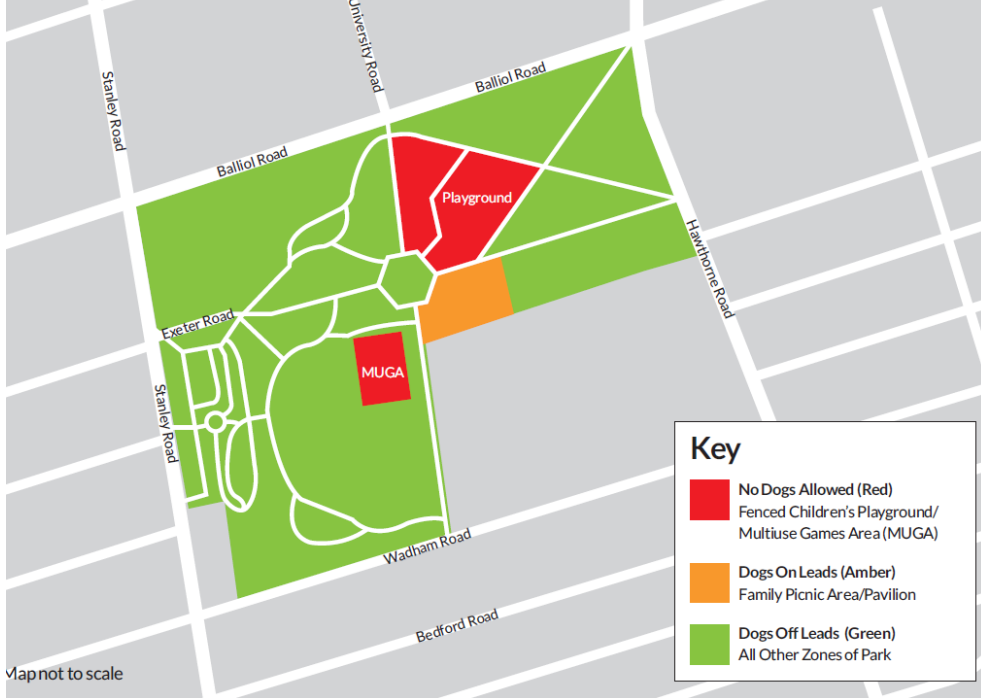 University Road
Stanley Road
Balliol Road
Balliol Road
Playground
Hawthorne Road
Exeter Road
MUGA
Stanley Road
Wadham Road
Bedford Road
Map not to scale
Key
No Dogs Allowed (Red)
Fenced Children's Playground/
Multiuse Games Area (MUGA)
Dogs On Leads (Amber)
Family Picnic Area/Pavilion
Dogs Off Leads (Green)
All Other Zones of Park